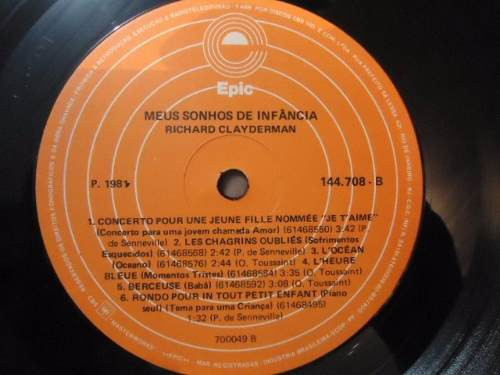 Epic
MEUS SONHOS DE INFÂNCIA
RICHARD CLAYDERMAN
P. 1981
144.708 - B
1. CONCERTO POUR UNE JEUNE FILLE NOMMÉE "JE T'AIME"
(Concerto para uma jovem chamada Amor) (61468550) 3:42 (P.
de Senneville) 2. LES CHAGRINS OUBLIÉS (Sofrimentos
Esquecidos) (61468568) 2:42 (P. de Senneville) 3. L'OCÉAN
(Oceano) (61468576) 2:44 (O. Toussaint) 4. L'HEURE
BLEUE (Momentos Tristes) (61468584) 3:35 (O. Toussaint)
5. BERCEUSE (Babá) (61468592) 3:08 (O. Toussaint)
6. RONDO POUR IN TOUT PETIT ENFANT (Piano
seul) (Tema para uma Criança) (61468495)
1:32 (P. de Senneville)
700049 B